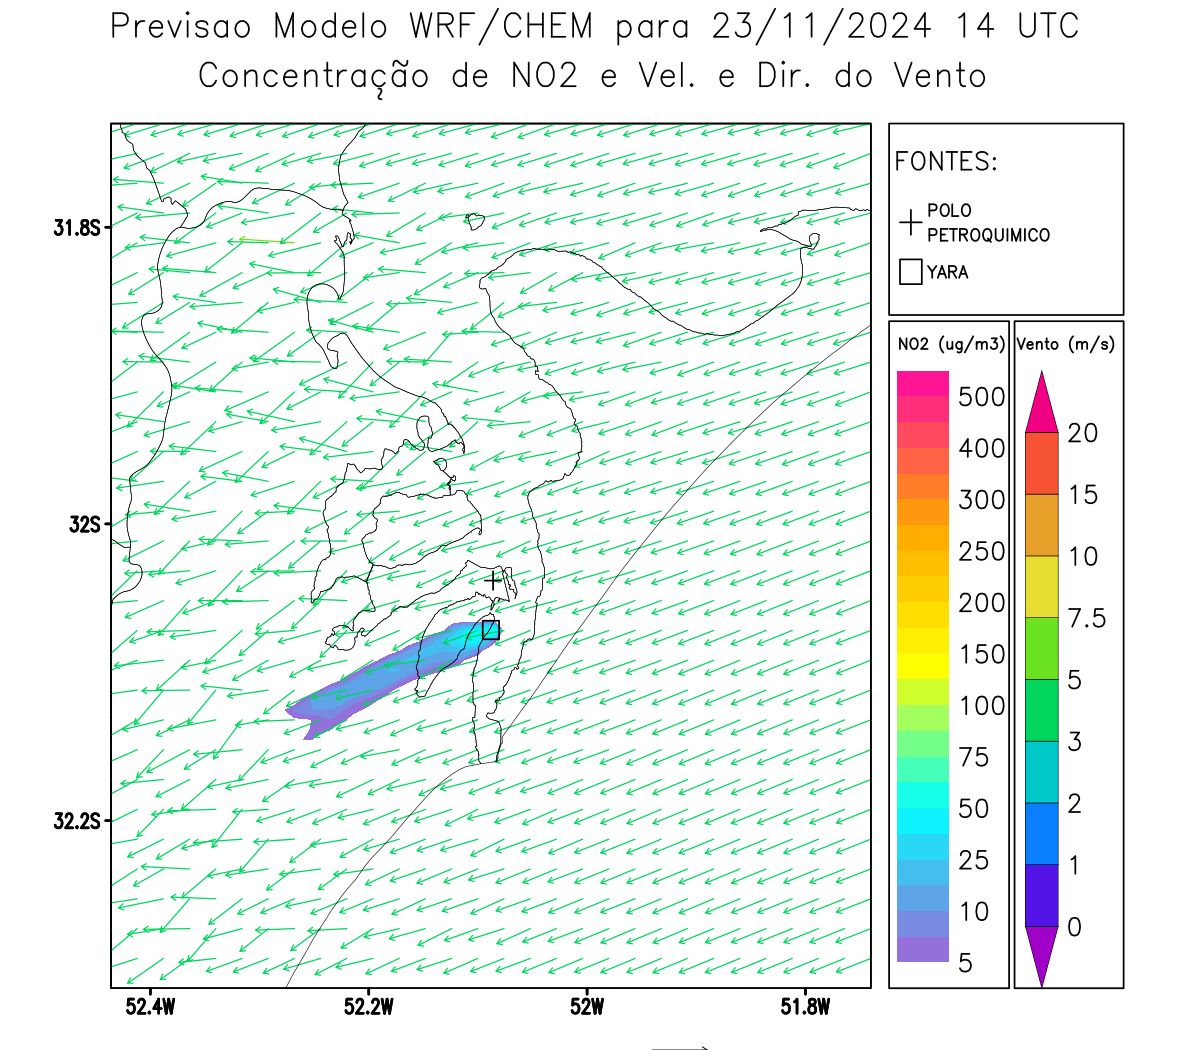 Previsao Modelo WRF/CHEM para 23/11/2024 14 UTC
Concentração de NO2 e Vel. e Dir. do Vento
FONTES:
POLO
PETROQUIMICO
YARA
NO2 (ug/m3)
500
400
300
250
200
150
100
75
50
25
10
5
Vento (m/s)
20
15
10
7.5
5
3
2
1
0
31.8S
32S
32.2S
52.4W
52.2W
52W
51.8W